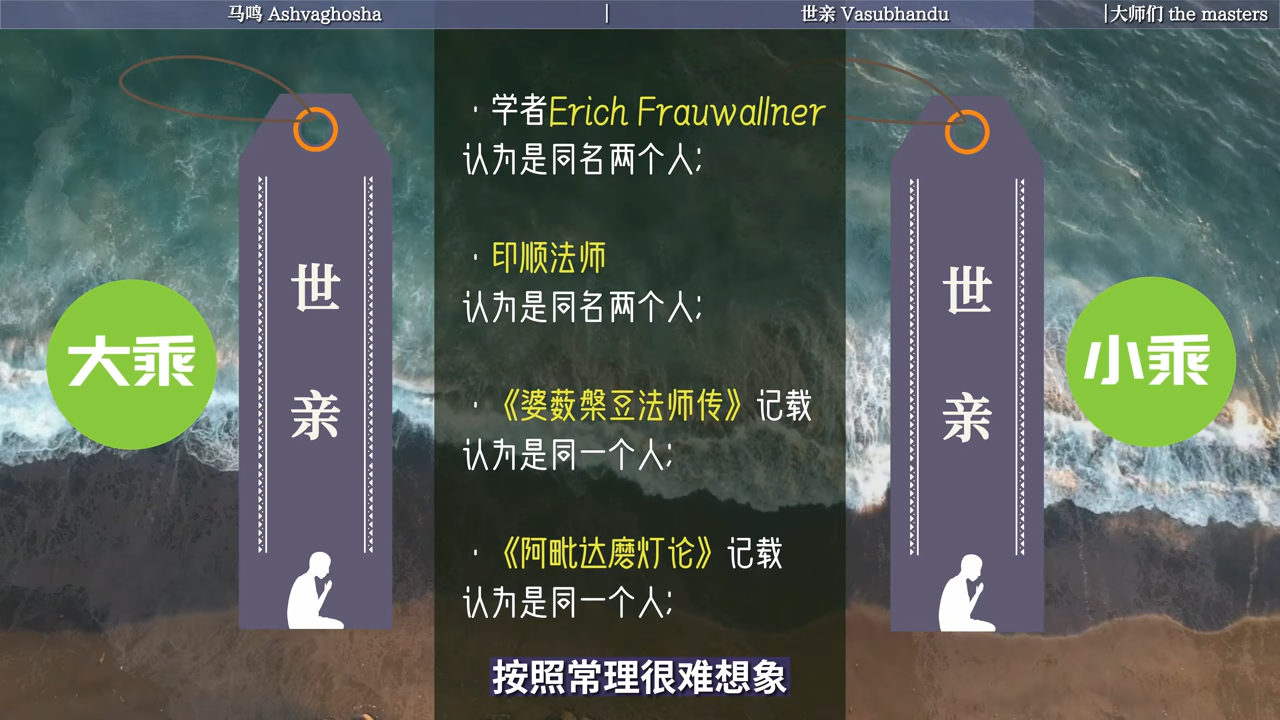 马鸣 Ashvaghosha
|
世亲 Vasubhandu
|大师们 the masters
大乘
世亲
· 学者Erich Frauwallner
认为是同名两个人;
· 印顺法师
认为是同名两个人;
· 《婆薮槃豆法师传》记载
认为是同一个人;
· 《阿毗达磨灯论》记载
认为是同一个人;
世亲
小乘
按照常理很难想象